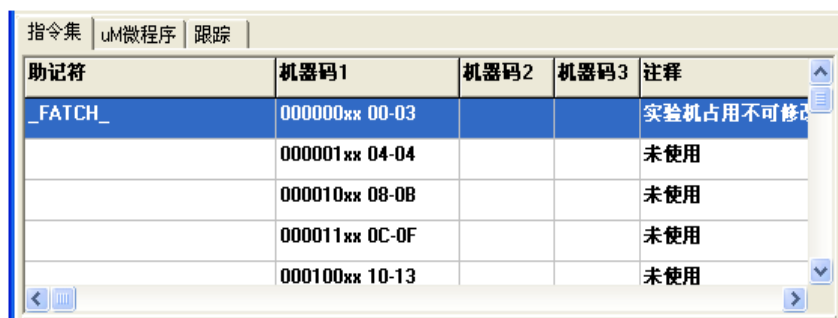 指令集 uM微程序 跟踪
助记符 机器码1 机器码2 机器码3 注释
_FATCH_ 000000xx 00-03 实验机占用不可修改
000001xx 04-04 未使用
000010xx 08-0B 未使用
000011xx 0C-0F 未使用
000100xx 10-13 未使用